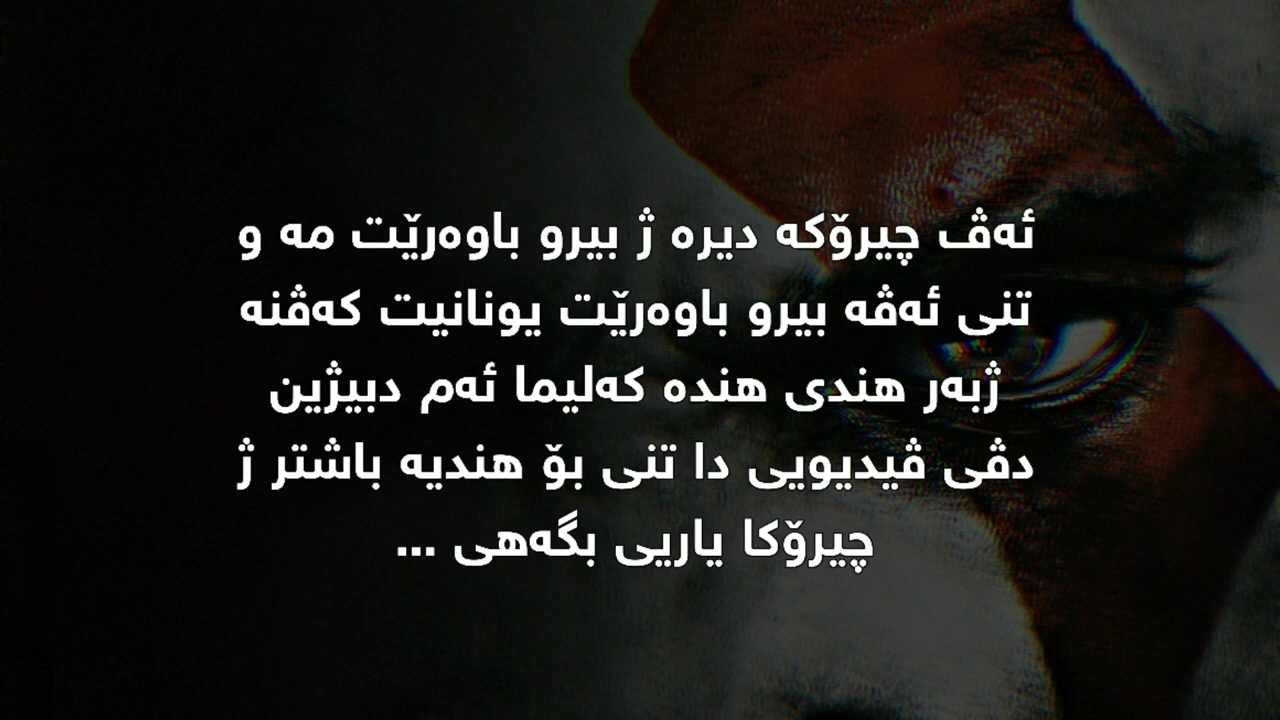 ئەڤ چیرۆکە دیرە ژ بیرو باوەرێت مە و
تنی ئەڤە بیرو باوەرێت یونانیت کەڤنە
ژبەر هندی هندە کەلیما ئەم دبیژین
دڤی ڤیدیویی دا تنی بۆ هندیە باشتر ژ
چیرۆکا یاریی بگەهی ...